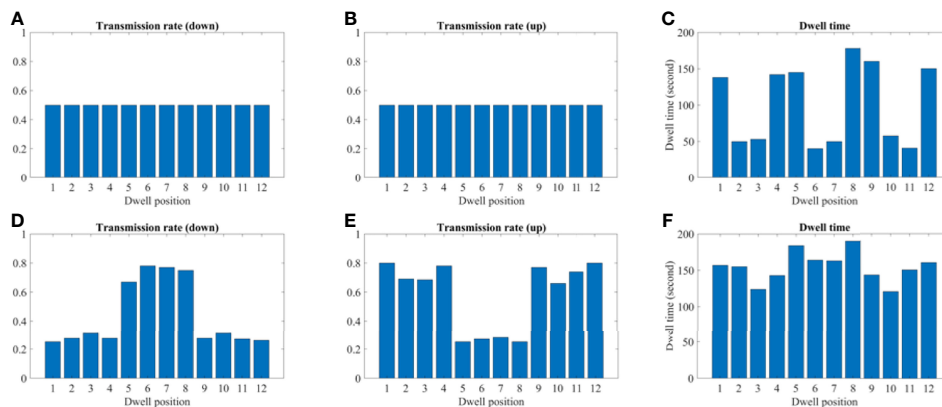 A
Transmission rate (down)
1
0.8
0.6
0.4
0.2
0
1 2 3 4 5 6 7 8 9 10 11 12
Dwell position
B
Transmission rate (up)
1
0.8
0.6
0.4
0.2
0
1 2 3 4 5 6 7 8 9 10 11 12
Dwell position
C
Dwell time
Dwell time (second)
200
150
100
50
0
1 2 3 4 5 6 7 8 9 10 11 12
Dwell position
D
Transmission rate (down)
1
0.8
0.6
0.4
0.2
0
1 2 3 4 5 6 7 8 9 10 11 12
Dwell position
E
Transmission rate (up)
1
0.8
0.6
0.4
0.2
0
1 2 3 4 5 6 7 8 9 10 11 12
Dwell position
F
Dwell time
Dwell time (second)
200
150
100
50
0
1 2 3 4 5 6 7 8 9 10 11 12
Dwell position